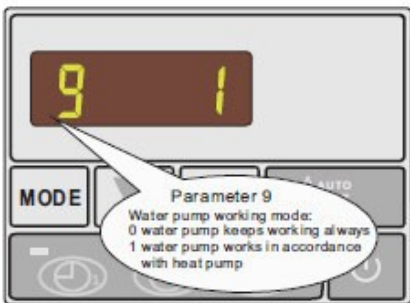 9 1
MODE
AUTO
Parameter 9
Water pump working mode:
0 water pump keeps working always
1 water pump works in accordance
with heat pump